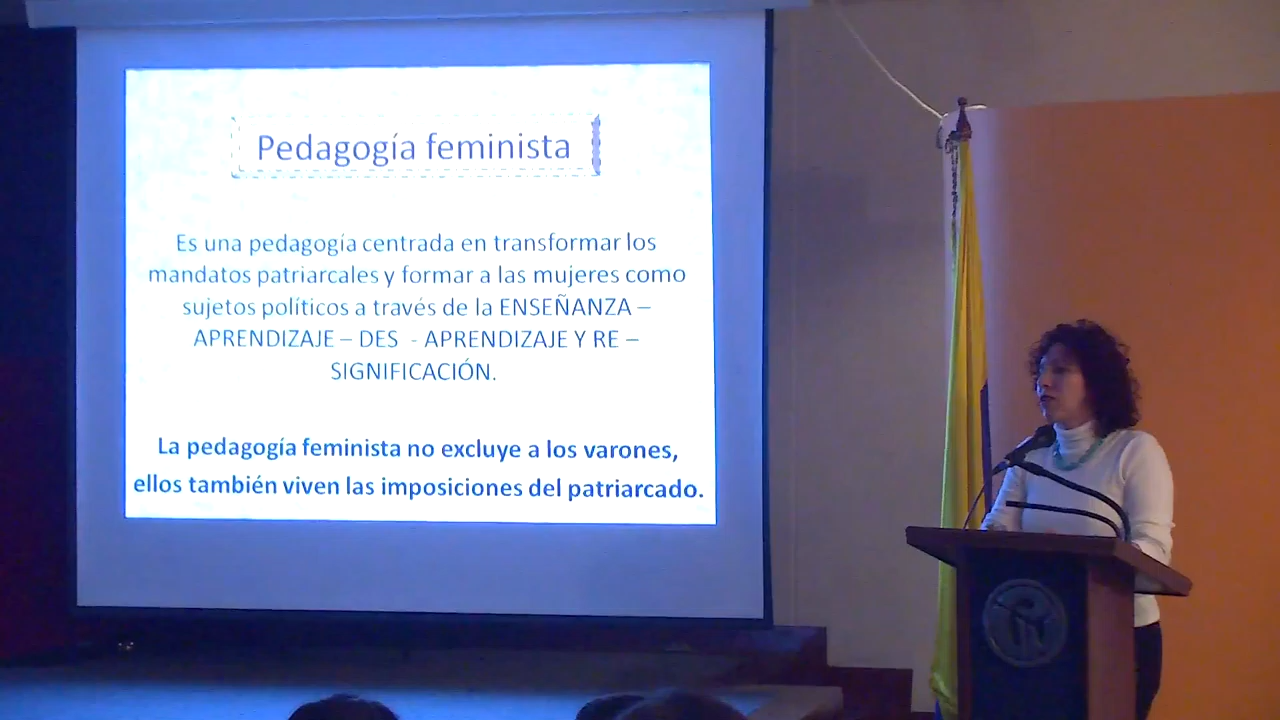 Pedagogía feminista
Es una pedagogía centrada en transformar los
mandatos patriarcales y formar a las mujeres como
sujetos políticos a través de la ENSEÑANZA –
APRENDIZAJE – DES - APRENDIZAJE Y RE –
SIGNIFICACIÓN.
La pedagogía feminista no excluye a los varones,
ellos también viven las imposiciones del patriarcado.